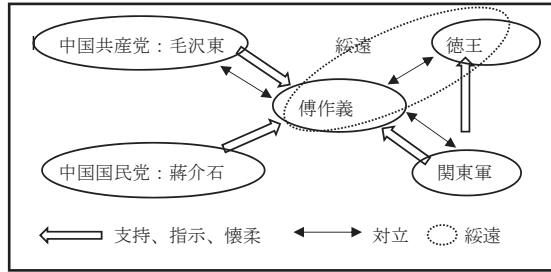 中国共産党：毛沢東
綏遠
徳王
傅作義
中国国民党：蔣介石
関東軍
支持、指示、懐柔
対立
綏遠